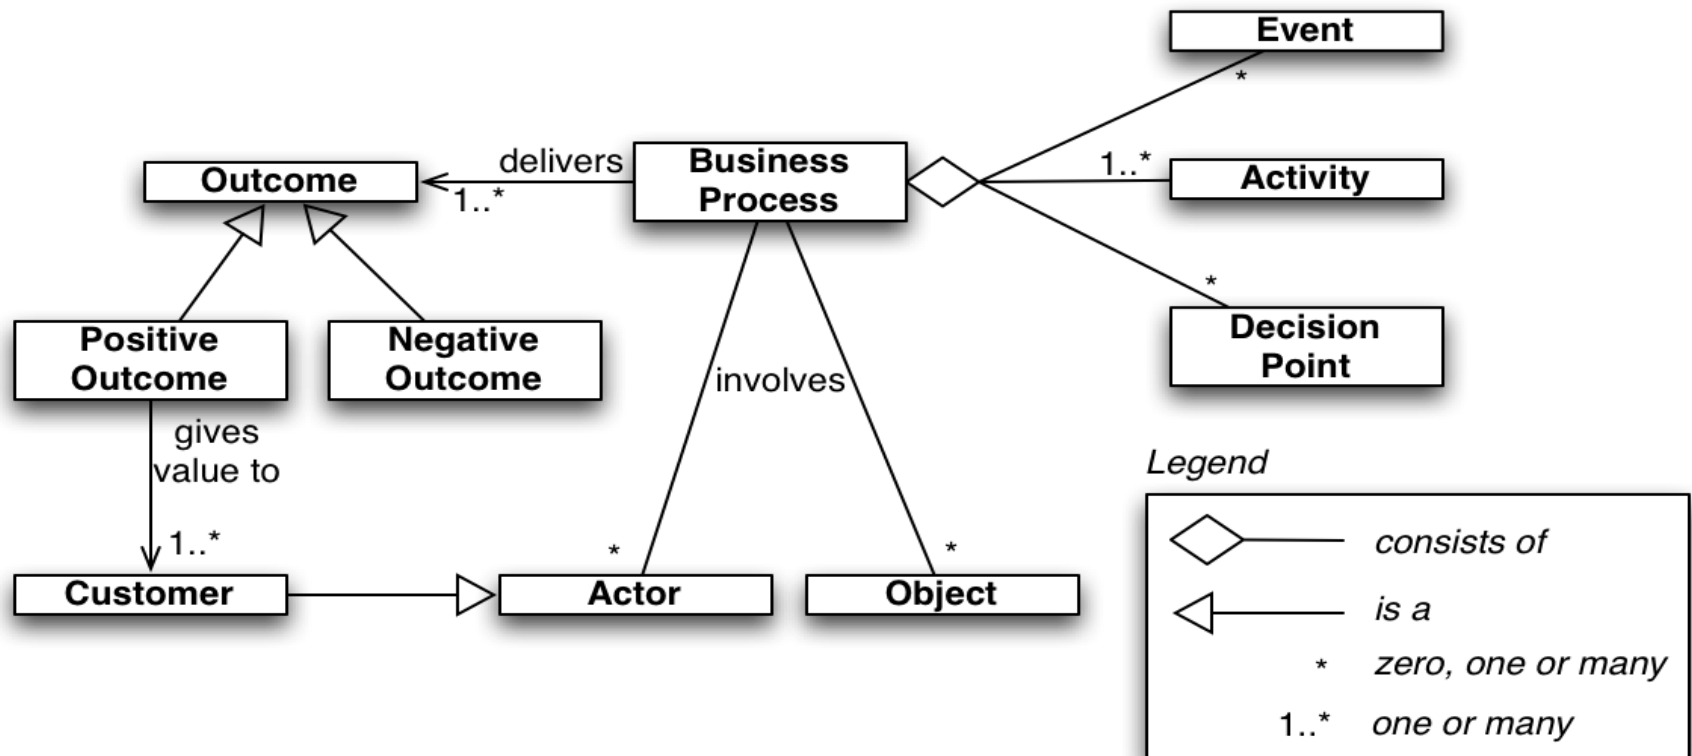 Event
*
delivers
Business
Process
1..*
Activity
Outcome
1..*
*
Decision
Point
Positive
Outcome
Negative
Outcome
involves
gives
value to
1..*
*
*
Customer
Actor
Object
Legend
consists of
is a
* zero, one or many
1..* one or many